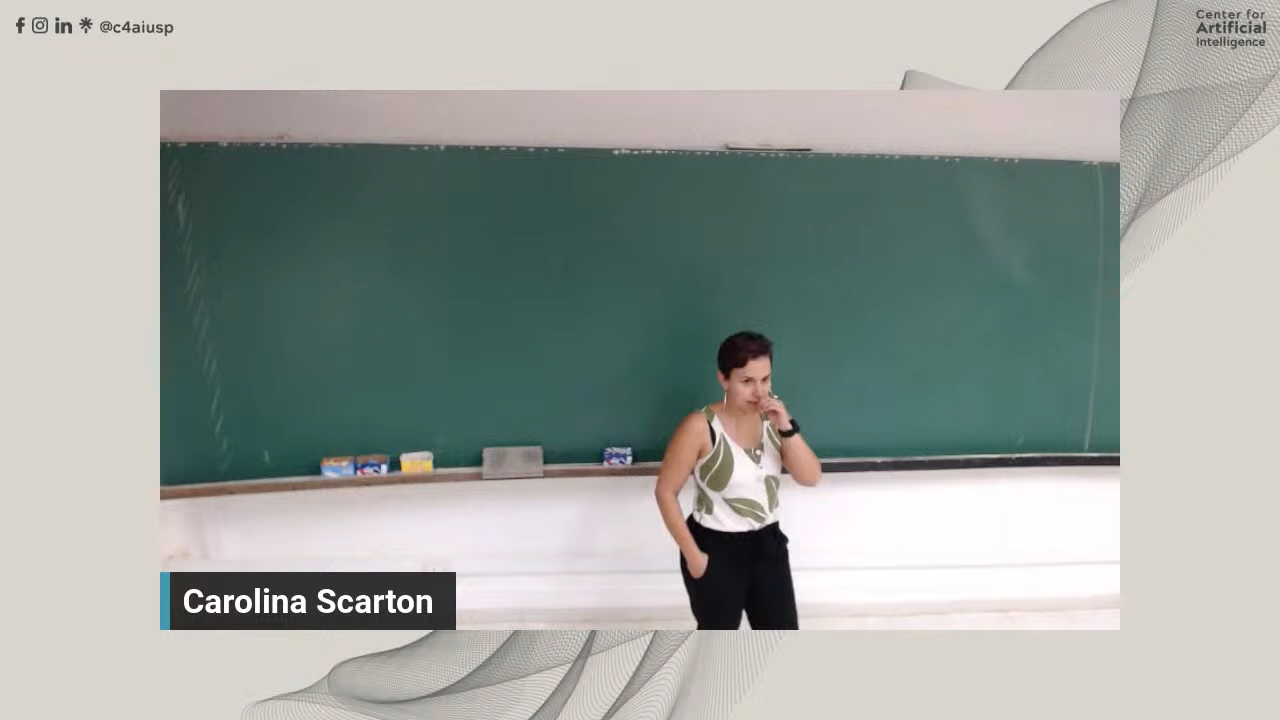 @c4aiusp
Center for
Artificial
Intelligence
Carolina Scarton